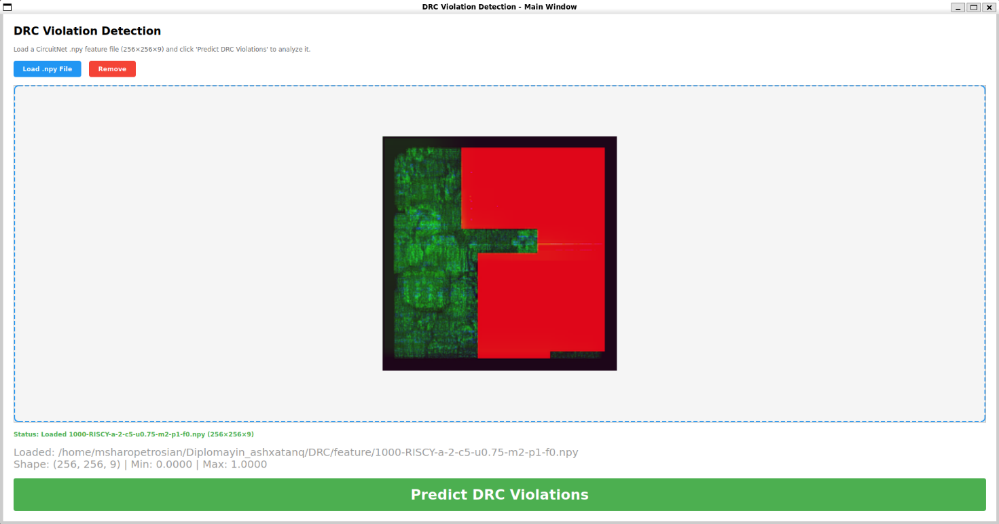 DRC Violation Detection - Main Window
DRC Violation Detection
Load a CircuitNet .npy feature file (256×256×9) and click 'Predict DRC Violations' to analyze it.
Load .npy File
Remove
Status: Loaded 1000-RISCY-a-2-c5-u0.75-m2-p1-f0.npy (256×256×9)
Loaded: /home/msharopetrosian/Diplomayin_ashxatanq/DRC/feature/1000-RISCY-a-2-c5-u0.75-m2-p1-f0.npy
Shape: (256, 256, 9) | Min: 0.0000 | Max: 1.0000
Predict DRC Violations